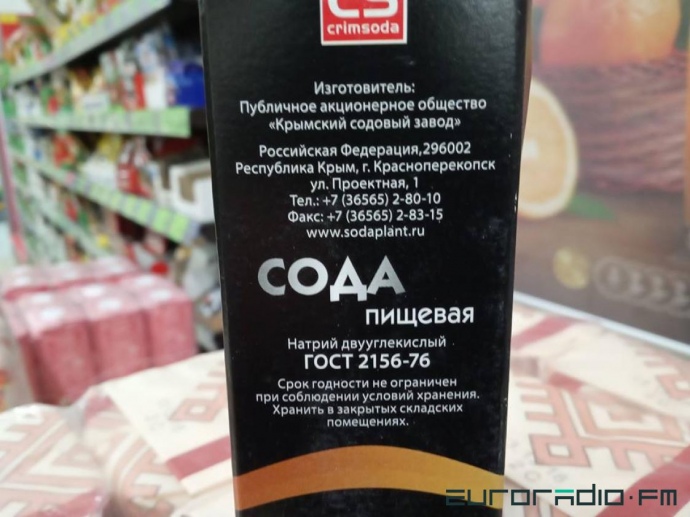 CS
crimsoda
Изготовитель:
Публичное акционерное общество
«Крымский содовый завод»
Российская Федерация,296002
Республика Крым, г. Красноперекопск
ул. Проектная, 1
Тел.: +7 (36565) 2-80-10
Факс: +7 (36565) 2-83-15
www.sodaplant.ru
СОДА
пищевая
Натрий двууглекислый
ГОСТ 2156-76
Срок годности не ограничен
при соблюдении условий хранения.
Хранить в закрытых складских
помещениях.
euroradio.fm